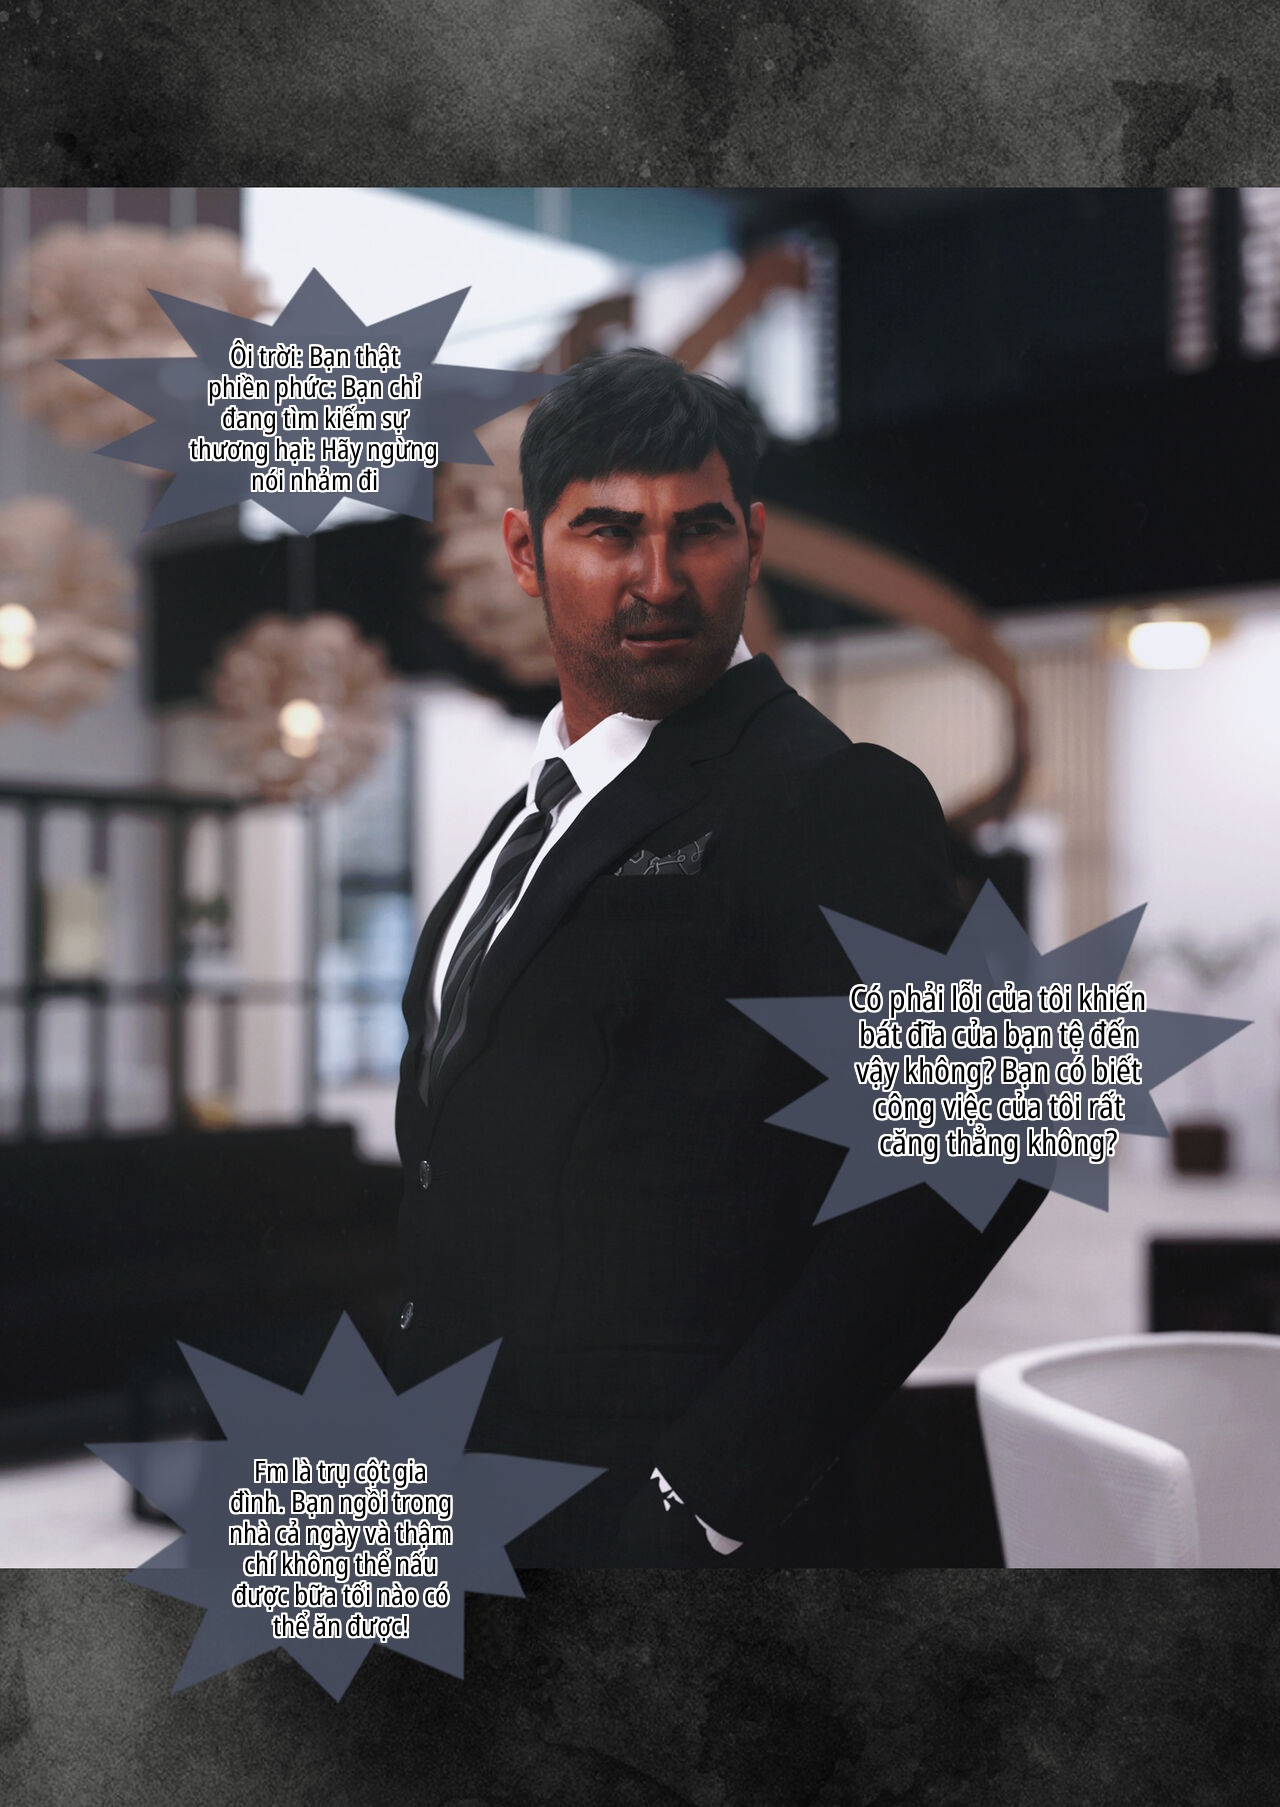 Ôi trời: Bạn thật
phiền phức: Bạn chỉ
đang tìm kiếm sự
thương hại: Hãy ngừng
nói nhảm đi
Có phải lỗi của tôi khiến
bát đĩa của bạn tệ đến
vậy không? Bạn có biết
công việc của tôi rất
căng thẳng không?
Fm là trụ cột gia
đình. Bạn ngồi trong
nhà cả ngày và thậm
chí không thể nấu
được bữa tối nào có
thể ăn được!